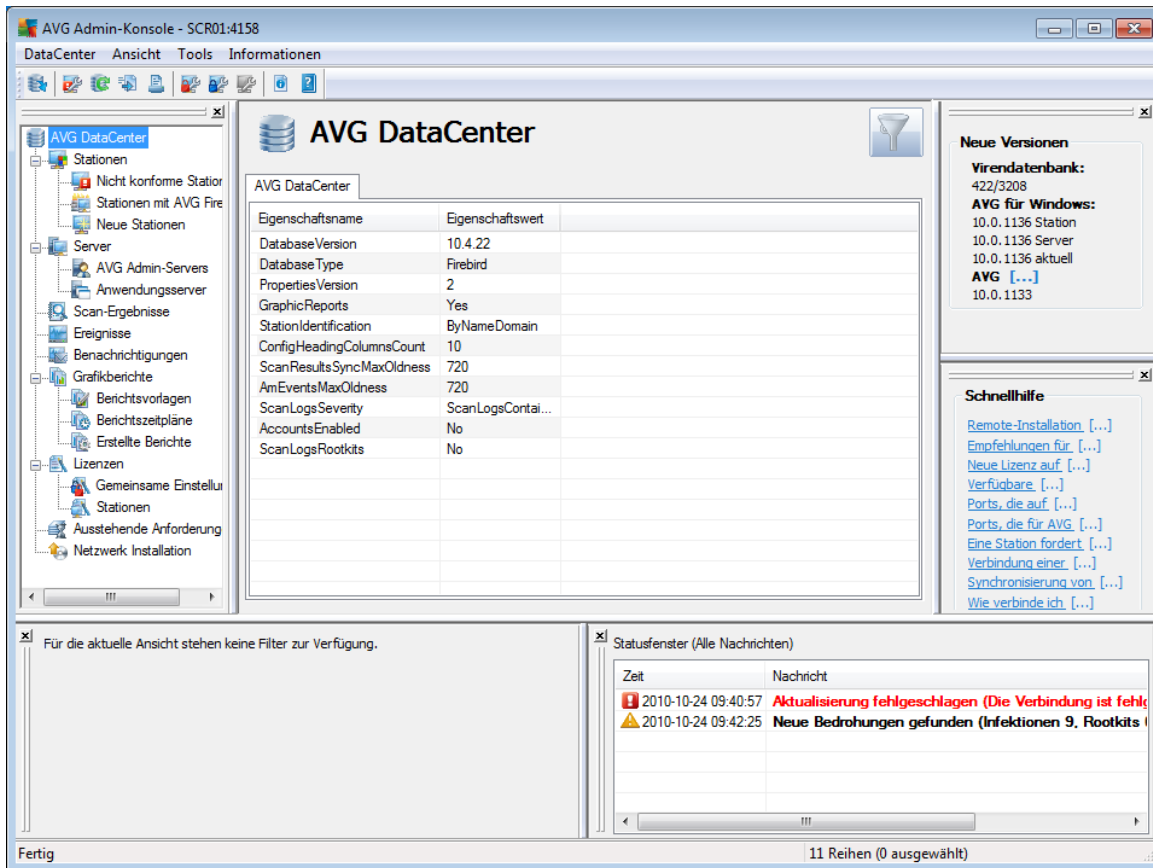 AVG Admin-Konsole - SCR01:4158
DataCenter Ansicht Tools Informationen
AVG DataCenter
Stationen
Nicht konforme Station
Stationen mit AVG Fire
Neue Stationen
Server
AVG Admin-Servers
Anwendungsserver
Scan-Ergebnisse
Ereignisse
Benachrichtigungen
Grafikberichte
Berichtsvorlagen
Berichtszeitpläne
Erstellte Berichte
Lizenzen
Gemeinsame Einstellun
Stationen
Ausstehende Anforderung
Netzwerk Installation
AVG DataCenter
AVG DataCenter
Eigenschaftsname Eigenschaftswert
DatabaseVersion 10.4.22
DatabaseType Firebird
PropertiesVersion 2
GraphicReports Yes
StationIdentification ByNameDomain
ConfigHeadingColumnsCount 10
ScanResultsSyncMaxOldness 720
AmEventsMaxOldness 720
ScanLogsSeverity ScanLogsContai...
AccountsEnabled No
ScanLogsRootkits No
Neue Versionen
Virendatenbank:
422/3208
AVG für Windows:
10.0.1136 Station
10.0.1136 Server
10.0.1136 aktuell
AVG [...]
10.0.1133
Schnellhilfe
Remote-Installation [...]
Empfehlungen für [...]
Neue Lizenz auf [...]
Verfügbare [...]
Ports, die auf [...]
Ports, die für AVG [...]
Eine Station fordert [...]
Verbindung einer [...]
Synchronisierung von [...]
Wie verbinde ich [...]
Für die aktuelle Ansicht stehen keine Filter zur Verfügung.
Statusfenster (Alle Nachrichten)
Zeit Nachricht
2010-10-24 09:40:57 Aktualisierung fehlgeschlagen (Die Verbindung ist fehlg
2010-10-24 09:42:25 Neue Bedrohungen gefunden (Infektionen 9, Rootkits
Fertig
11 Reihen (0 ausgewählt)